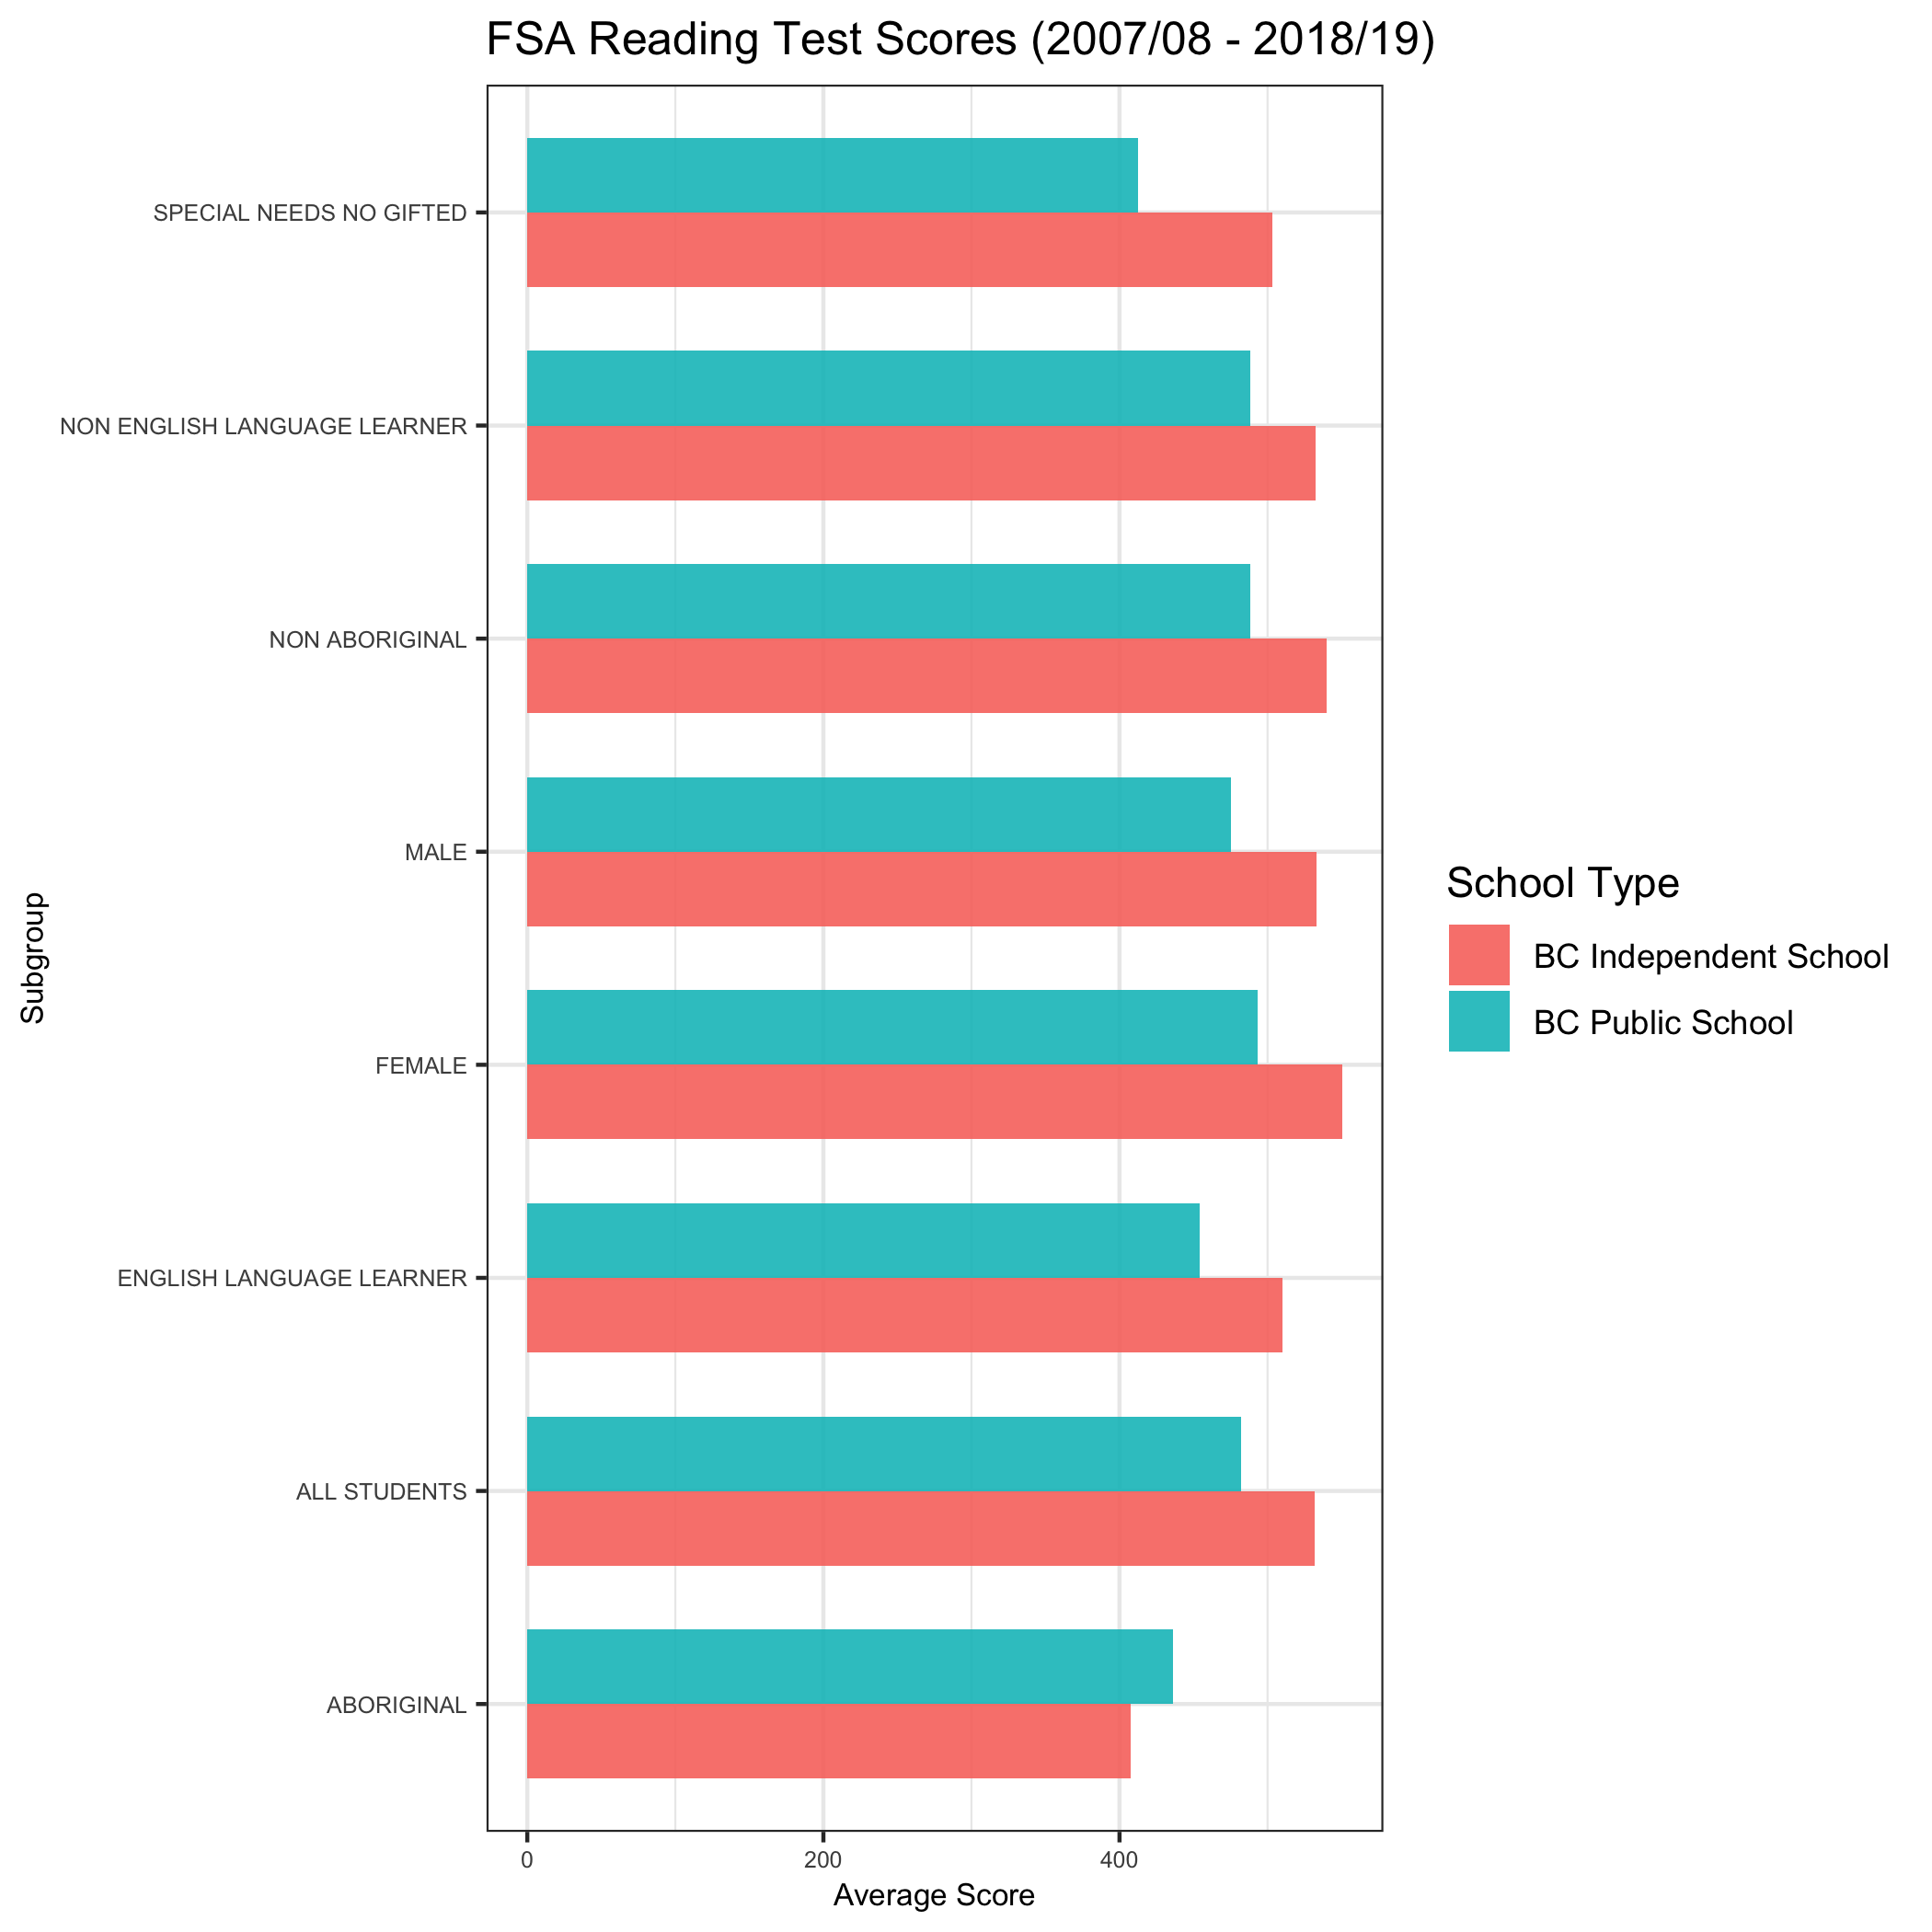 FSA Reading Test Scores (2007/08 - 2018/19)
SPECIAL NEEDS NO GIFTED
NON ENGLISH LANGUAGE LEARNER
NON ABORIGINAL
MALE
FEMALE
ENGLISH LANGUAGE LEARNER
ALL STUDENTS
ABORIGINAL
Subgroup
0
200
400
Average Score
School Type
BC Independent School
BC Public School